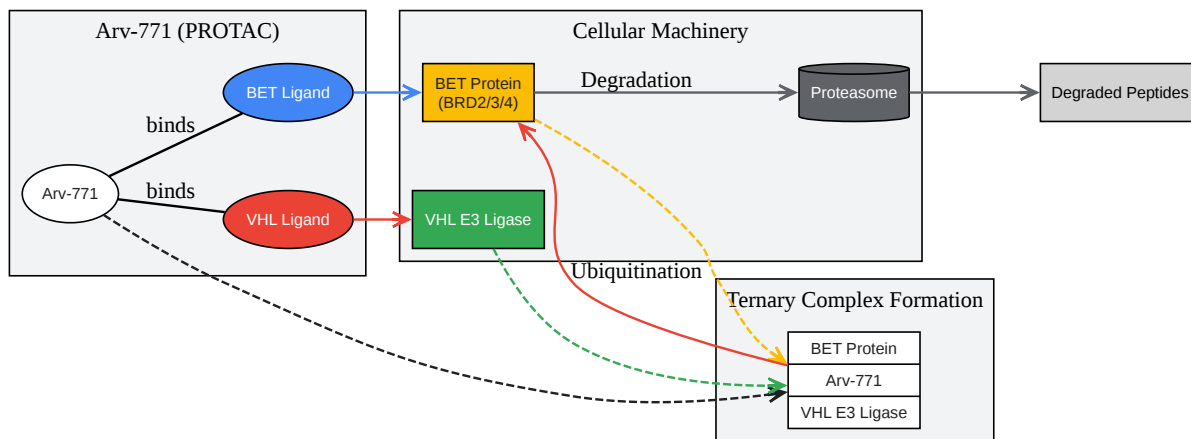 Arv-771 (PROTAC)
Cellular Machinery
BET Ligand
BET Protein
(BRD2/3/4)
Degradation
Proteasome
Degraded Peptides
binds
Arv-771
binds
VHL Ligand
VHL E3 Ligase
Ubiquitination
Ternary Complex Formation
BET Protein
Arv-771
VHL E3 Ligase